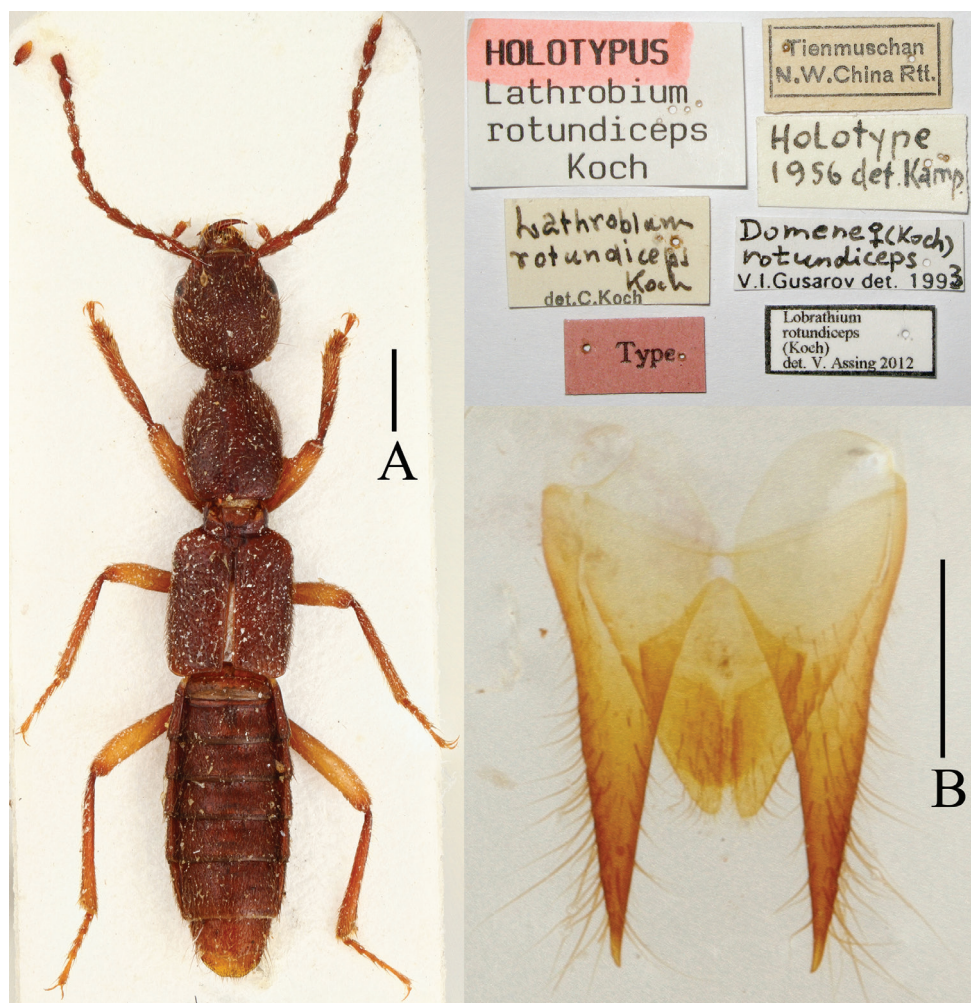 HOLOTYPUS
Lathrobium
rotundiceps
Koch
Tienmuschan
N.W.China Rtt.
Holotype
1956 det. Kamp.
Lathrobium
rotundiceps
Koch
det.C.Koch
Domene ♀ (Koch)
rotundiceps
V.I.Gusarov det. 1993
Type.
Lobrathium
rotundiceps
(Koch)
det. V. Assing 2012
A
B